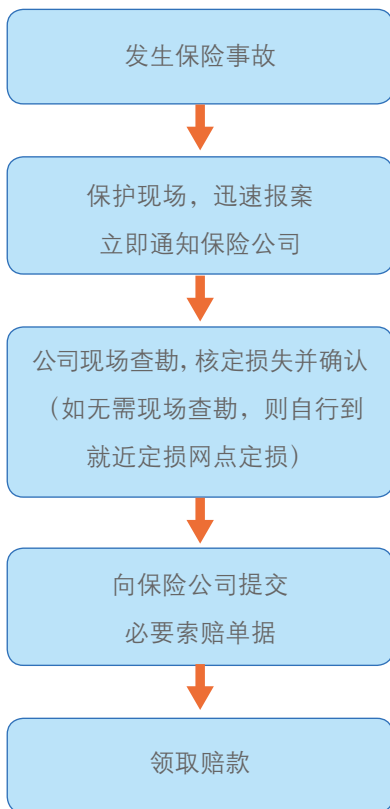 发生保险事故
保护现场，迅速报案
立即通知保险公司
公司现场查勘，核定损失并确认
（如无需现场查勘，则自行到
就近定损网点定损）
向保险公司提交
必要索赔单据
领取赔款